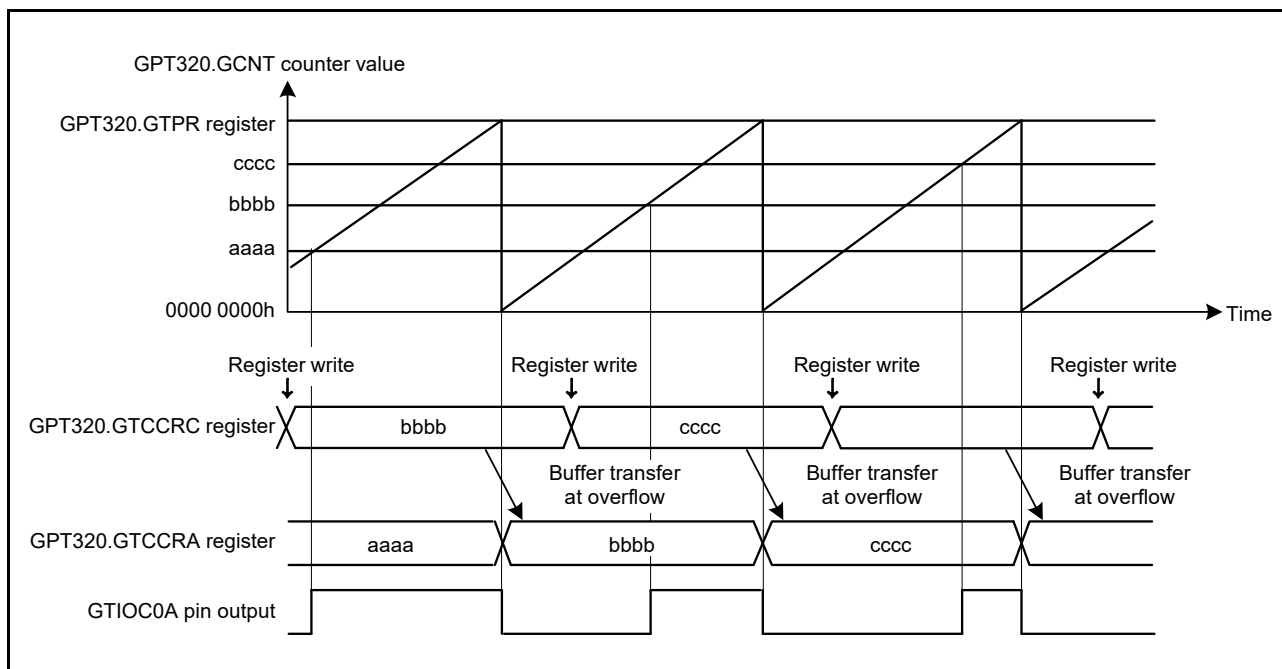 GPT320.GCNT counter value
GPT320.GTPR register
cccc
bbbb
aaaa
0000 0000h
Time
Register write
Register write
Register write
Register write
GPT320.GTCCRC register
bbbb
cccc
Buffer transfer
at overflow
Buffer transfer
at overflow
Buffer transfer
at overflow
GPT320.GTCCRA register
aaaa
bbbb
cccc
GTIOC0A pin output